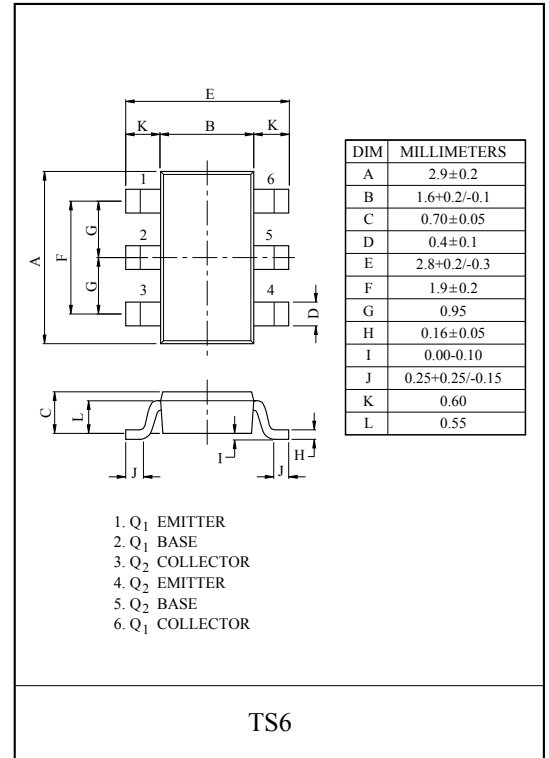 E
K B K
1 6
2 5
3 4
A
F
G
G
D
C
L
I
H
J
J
DIM MILLIMETERS
A 2.9±0.2
B 1.6+0.2/-0.1
C 0.70±0.05
D 0.4±0.1
E 2.8+0.2/-0.3
F 1.9±0.2
G 0.95
H 0.16±0.05
I 0.00-0.10
J 0.25+0.25/-0.15
K 0.60
L 0.55
1. Q1 EMITTER
2. Q1 BASE
3. Q2 COLLECTOR
4. Q2 EMITTER
5. Q2 BASE
6. Q1 COLLECTOR
TS6